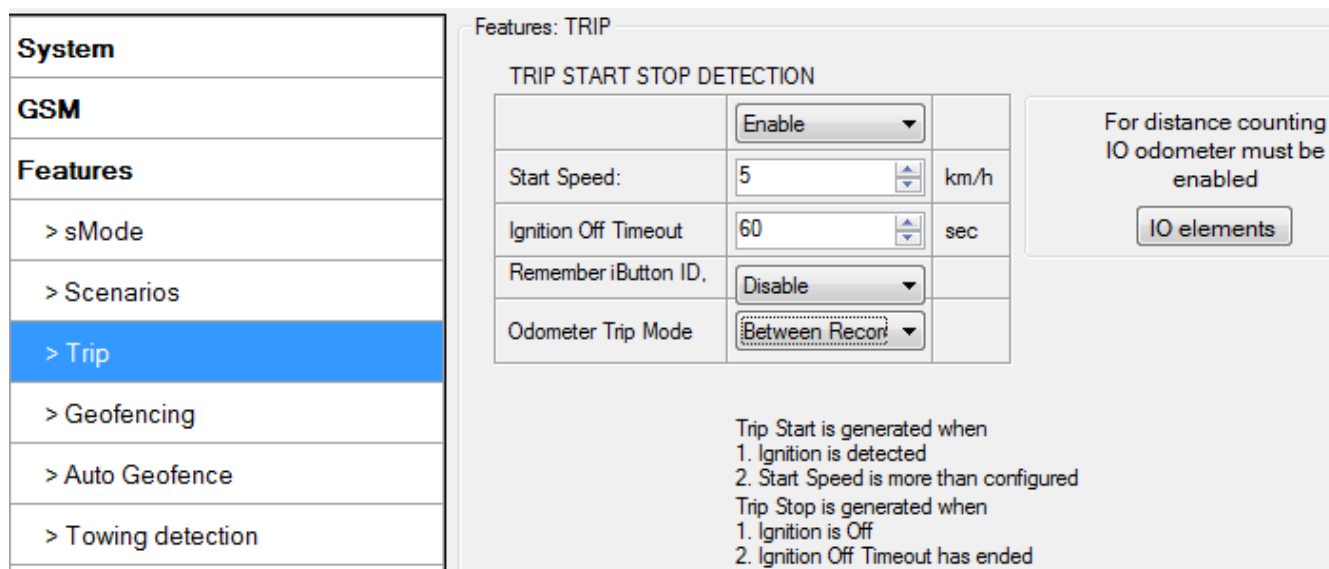 System
GSM
Features
> sMode
> Scenarios
> Trip
> Geofencing
> Auto Geofence
> Towing detection
Features: TRIP
TRIP START STOP DETECTION
Enable
Start Speed: 5 km/h
Ignition Off Timeout 60 sec
Remember iButton ID, Disable
Odometer Trip Mode Between Recor
For distance counting
IO odometer must be
enabled
IO elements
Trip Start is generated when
1. Ignition is detected
2. Start Speed is more than configured
Trip Stop is generated when
1. Ignition is Off
2. Ignition Off Timeout has ended